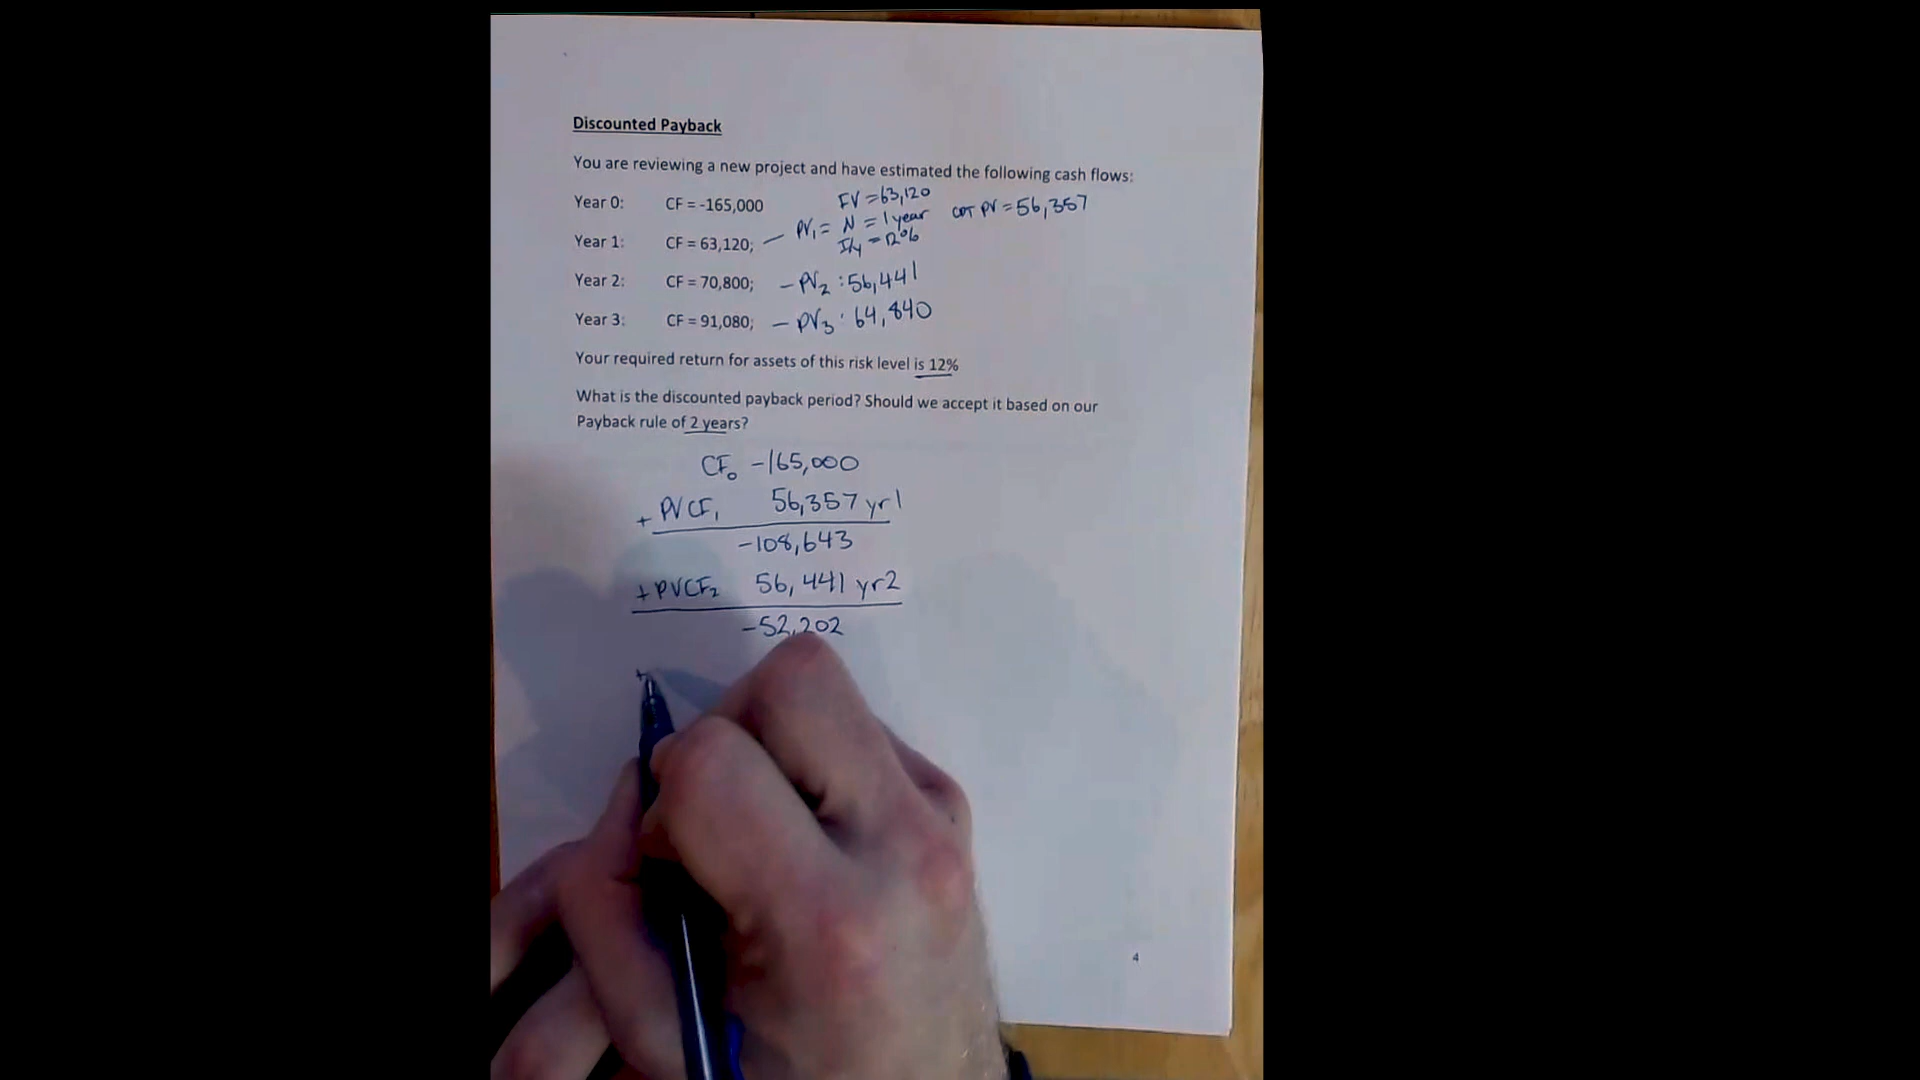 Discounted Payback
You are reviewing a new project and have estimated the following cash flows:
Year 0: CF = -165,000
FV = 63,120
Year 1: CF = 63,120; — PV₁ = N = 1 year CPT PV = 56,357
I/Y = 12%
Year 2: CF = 70,800; — PV₂ : 56,441
Year 3: CF = 91,080; — PV₃ : 64,840
Your required return for assets of this risk level is 12%
What is the discounted payback period? Should we accept it based on our
Payback rule of 2 years?
CF₀ -165,000
+ PVCF₁ 56,357 yr1
-108,643
+ PVCF₂ 56,441 yr2
-52,202
+
4